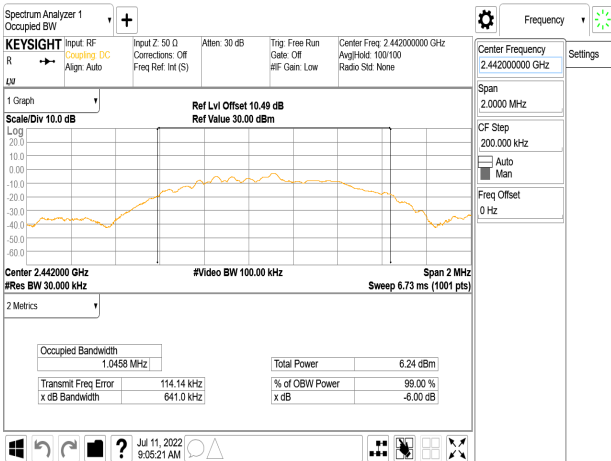 Spectrum Analyzer 1
Occupied BW
Frequency
KEYSIGHT
R
LXI
Input: RF
Coupling: DC
Align: Auto
Input Z: 50 Ω
Corrections: Off
Freq Ref: Int (S)
Atten: 30 dB
Trig: Free Run
Gate: Off
#IF Gain: Low
Center Freq: 2.442000000 GHz
Avg|Hold: 100/100
Radio Std: None
Center Frequency
2.442000000 GHz
Settings
Span
2.0000 MHz
CF Step
200.000 kHz
Auto
Man
Freq Offset
0 Hz
1 Graph
Ref Lvl Offset 10.49 dB
Scale/Div 10.0 dB
Ref Value 30.00 dBm
Log
20.0
10.0
0.00
-10.0
-20.0
-30.0
-40.0
-50.0
-60.0
Center 2.442000 GHz
#Video BW 100.00 kHz
Span 2 MHz
#Res BW 30.000 kHz
Sweep 6.73 ms (1001 pts)
2 Metrics
Occupied Bandwidth
1.0458 MHz
Total Power 6.24 dBm
Transmit Freq Error 114.14 kHz
% of OBW Power 99.00 %
x dB Bandwidth 641.0 kHz
x dB -6.00 dB
?
Jul 11, 2022
9:05:21 AM